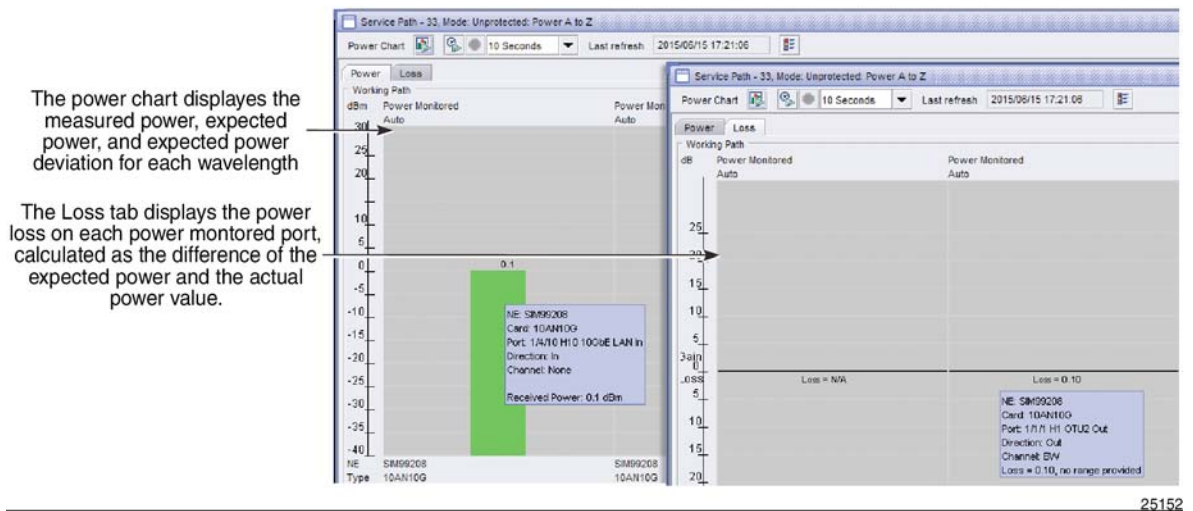 The power chart displayes the
measured power, expected
power, and expected power
deviation for each wavelength
The Loss tab displays the power
loss on each power montored port,
calculated as the difference of the
expected power and the actual
power value.
Service Path - 33, Mode: Unprotected: Power A to Z
Power Chart 10 Seconds Last refresh 2015/06/15 17:21:06
Power Loss
Working Path
dBm Power Monitored Power Mon
Auto Auto
30
25
20
10
5
0
0.1
-5
-10
-15
-20
-25
-30
-35
-40
NE: SIM99208
Card: 10AN10G
Port: 1/4/10 H10 10GbE LAN In
Direction: In
Channel: None
Received Power: 0.1 dBm
NE SIM99208 SIM99208
Type 10AN10G 10AN10G
Service Path - 33, Mode: Unprotected: Power A to Z
Power Chart 10 Seconds Last refresh 2015/06/15 17:21:06
Power Loss
Working Path
dB Power Monitored Power Monitored
Auto Auto
25
20
15
10
5
Gain
0
Loss
Loss = N/A Loss = 0.10
5
10
15
20
NE: SIM99208
Card: 10AN10G
Port: 1/1/1 H1 OTU2 Out
Direction: Out
Channel: BW
Loss = 0.10, no range provided
25152